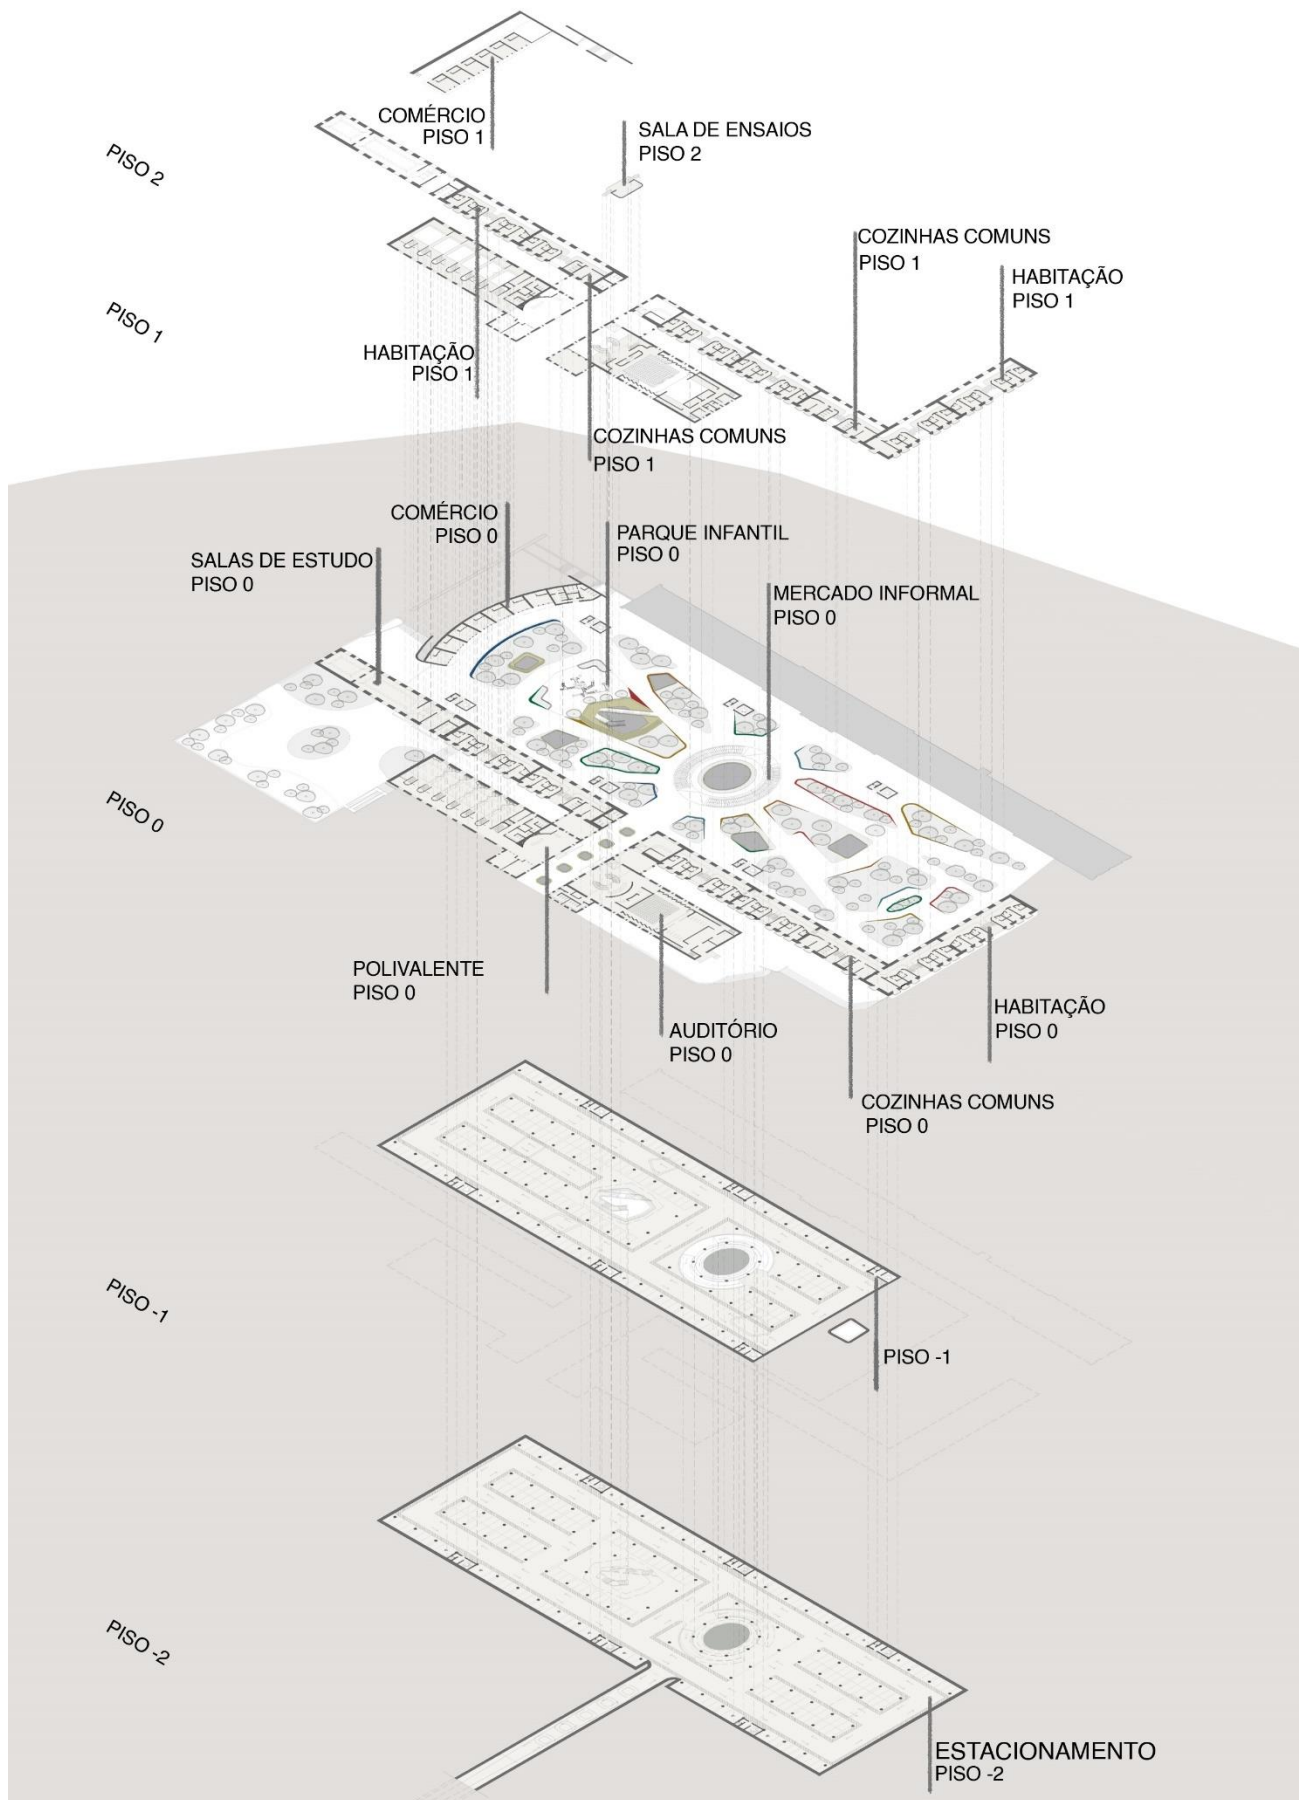 COMÉRCIO
PISO 1
SALA DE ENSAIOS
PISO 2
PISO 2
COZINHAS COMUNS
PISO 1
HABITAÇÃO
PISO 1
PISO 1
HABITAÇÃO
PISO 1
COZINHAS COMUNS
PISO 1
COMÉRCIO
PISO 0
PARQUE INFANTIL
PISO 0
SALAS DE ESTUDO
PISO 0
MERCADO INFORMAL
PISO 0
PISO 0
POLIVALENTE
PISO 0
AUDITÓRIO
PISO 0
HABITAÇÃO
PISO 0
COZINHAS COMUNS
PISO 0
PISO -1
PISO -1
PISO -2
ESTACIONAMENTO
PISO -2